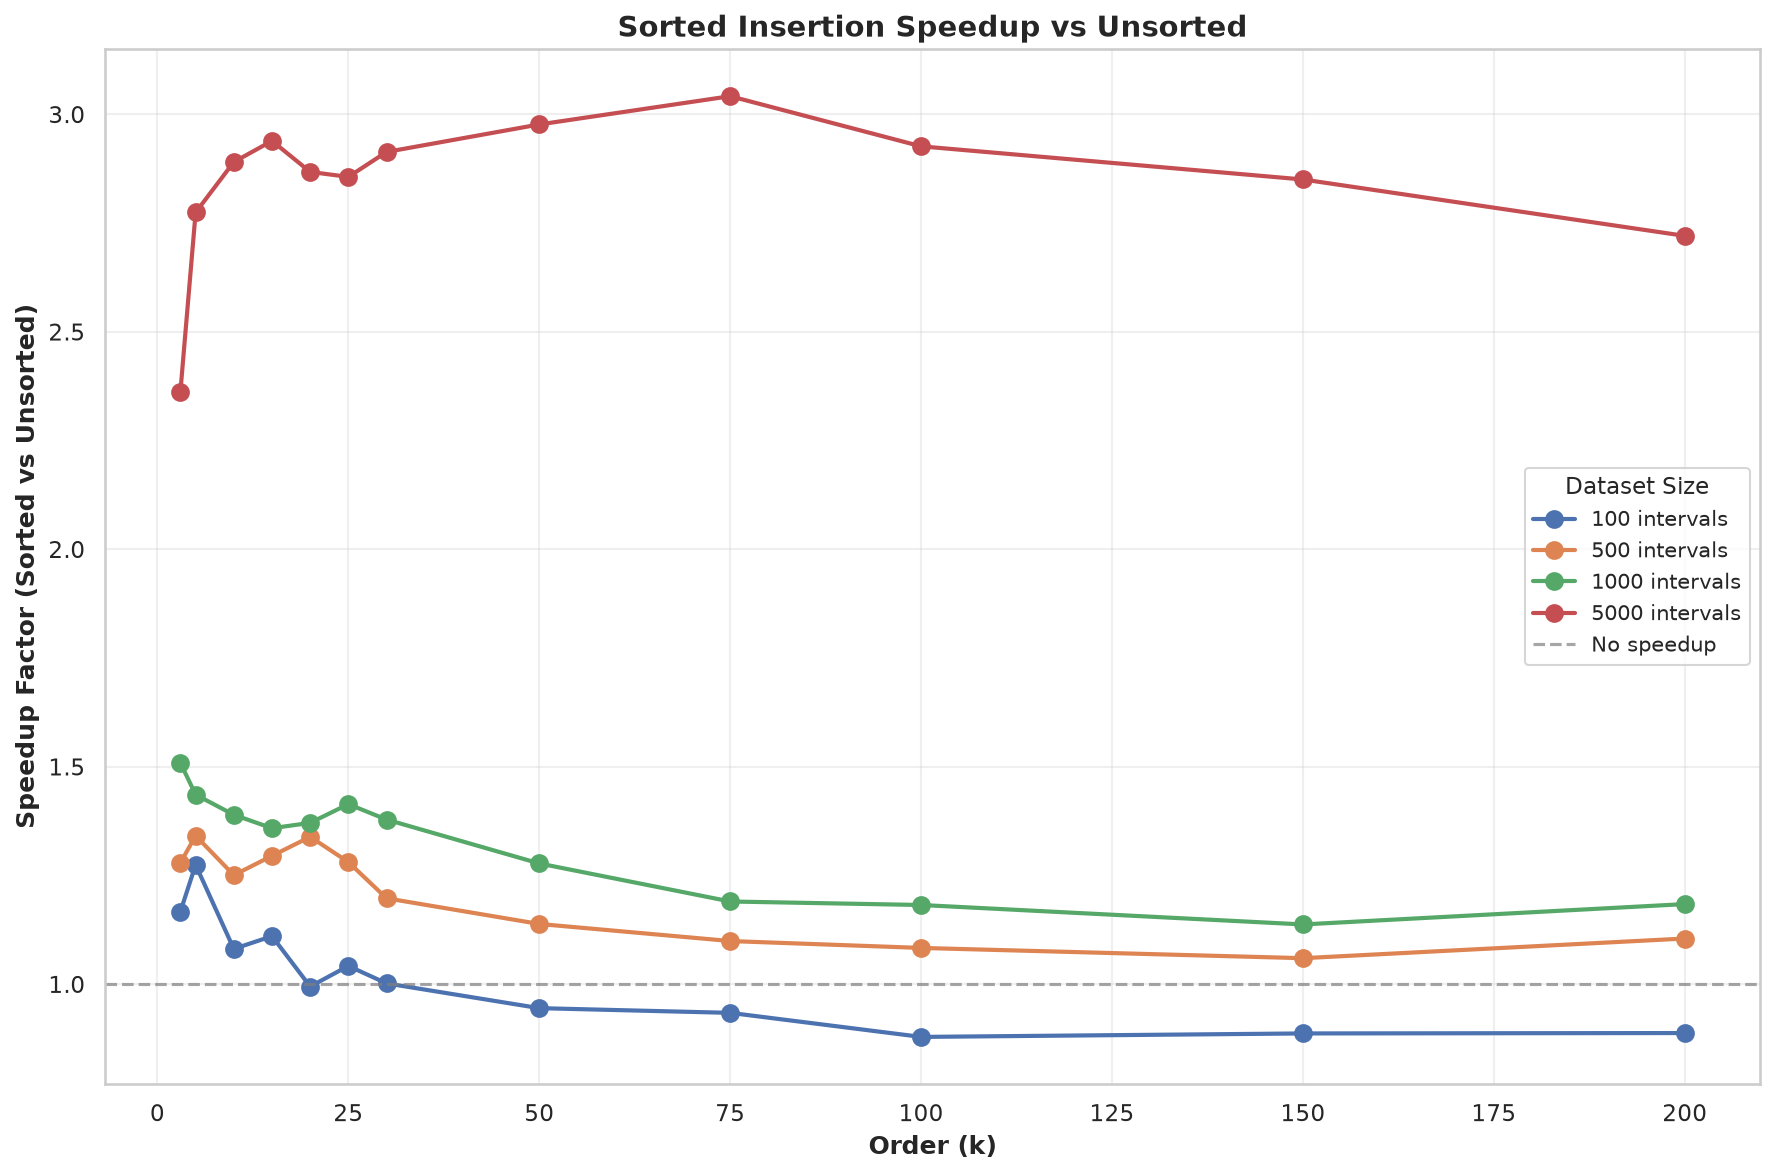 Sorted Insertion Speedup vs Unsorted
Speedup Factor (Sorted vs Unsorted)
3.0
2.5
2.0
1.5
1.0
Dataset Size
100 intervals
500 intervals
1000 intervals
5000 intervals
No speedup
0 25 50 75 100 125 150 175 200
Order (k)